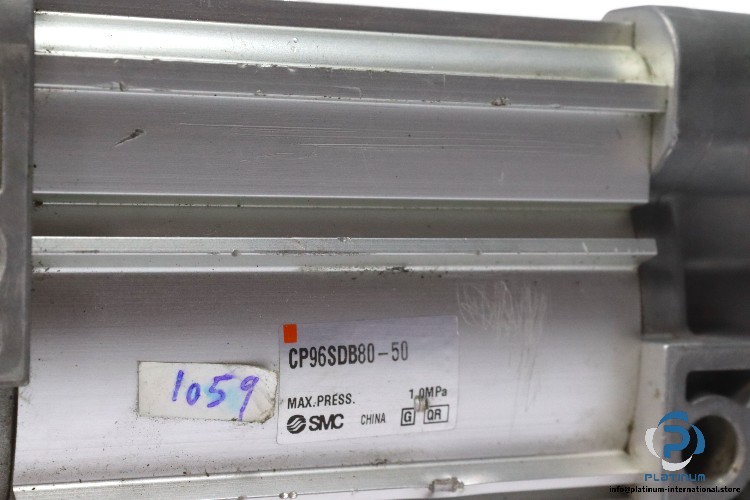 1059
CP96SDB80-50
MAX.PRESS. 1.0MPa
SMC CHINA G QR
PLATINUM
info@platinum-international.store